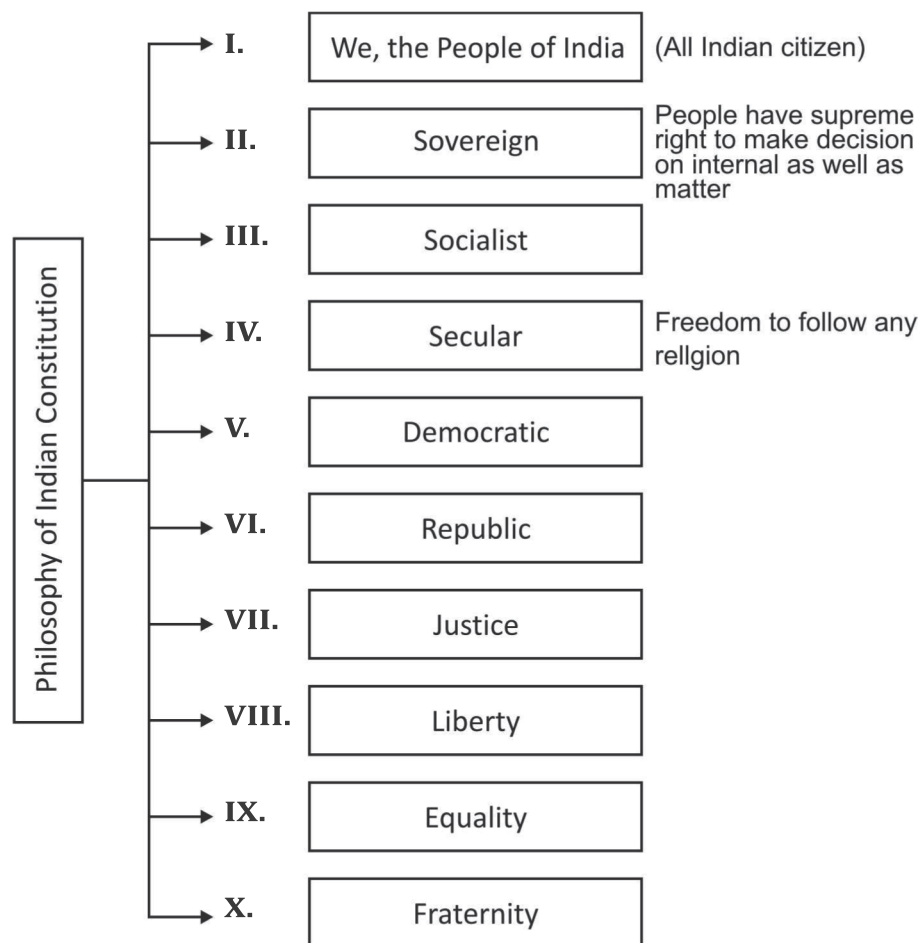 Philosophy of Indian Constitution
I. We, the People of India (All Indian citizen)
II. Sovereign
People have supreme
right to make decision
on internal as well as
matter
III. Socialist
IV. Secular
Freedom to follow any
rellgion
V. Democratic
VI. Republic
VII. Justice
VIII. Liberty
IX. Equality
X. Fraternity